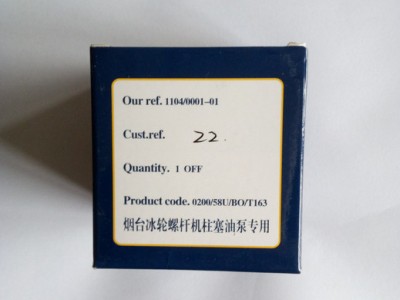 Our ref. 1104/0001-01
Cust.ref. 22.
Quantity. 1 OFF
Product code. 0200/58U/BO/T163
烟台冰轮螺杆机柱塞油泵专用